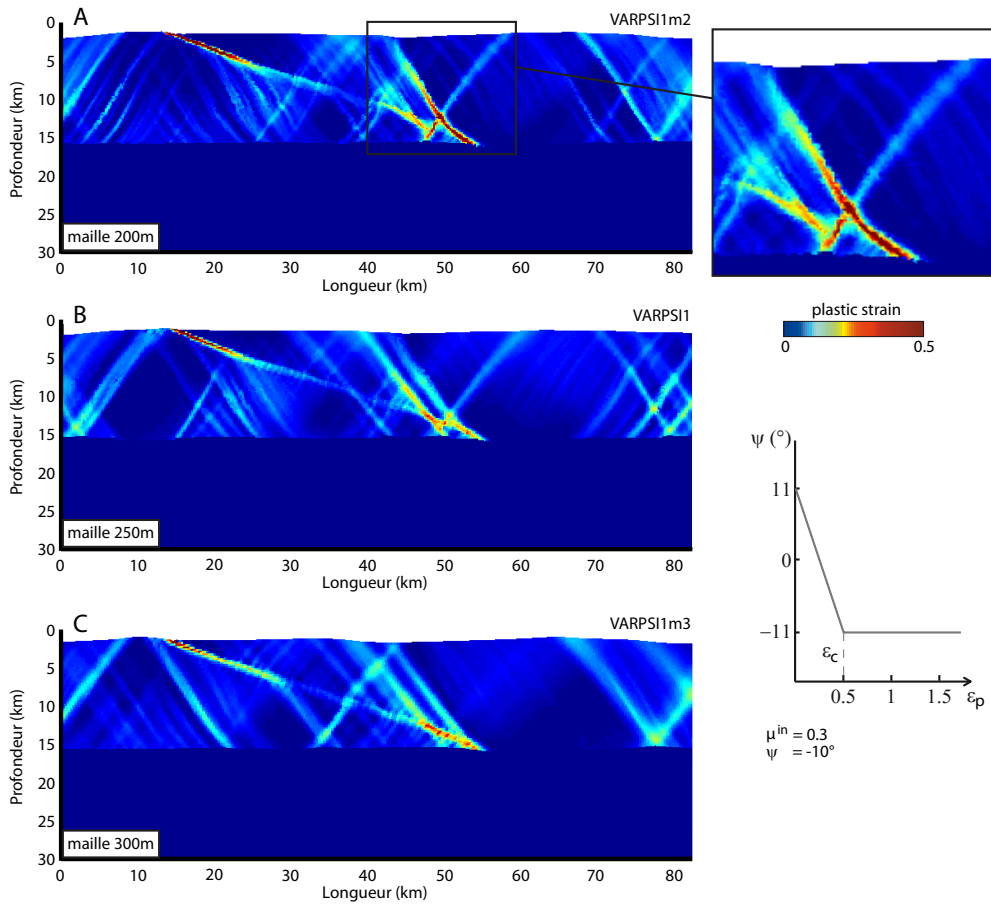 A
VARPSI1m2
0
5
10
15
20
25
30
Profondeur (km)
maille 200m
0 10 20 30 40 50 60 70 80
Longueur (km)
B
VARPSI1
0
5
10
15
20
25
30
Profondeur (km)
maille 250m
0 10 20 30 40 50 60 70 80
Longueur (km)
C
VARPSI1m3
0
5
10
15
20
25
30
Profondeur (km)
maille 300m
0 10 20 30 40 50 60 70 80
Longueur (km)
plastic strain
0 0.5
ψ (°)
11
0
−11
εc
0.5 1 1.5
εp
μin = 0.3
ψ = -10°